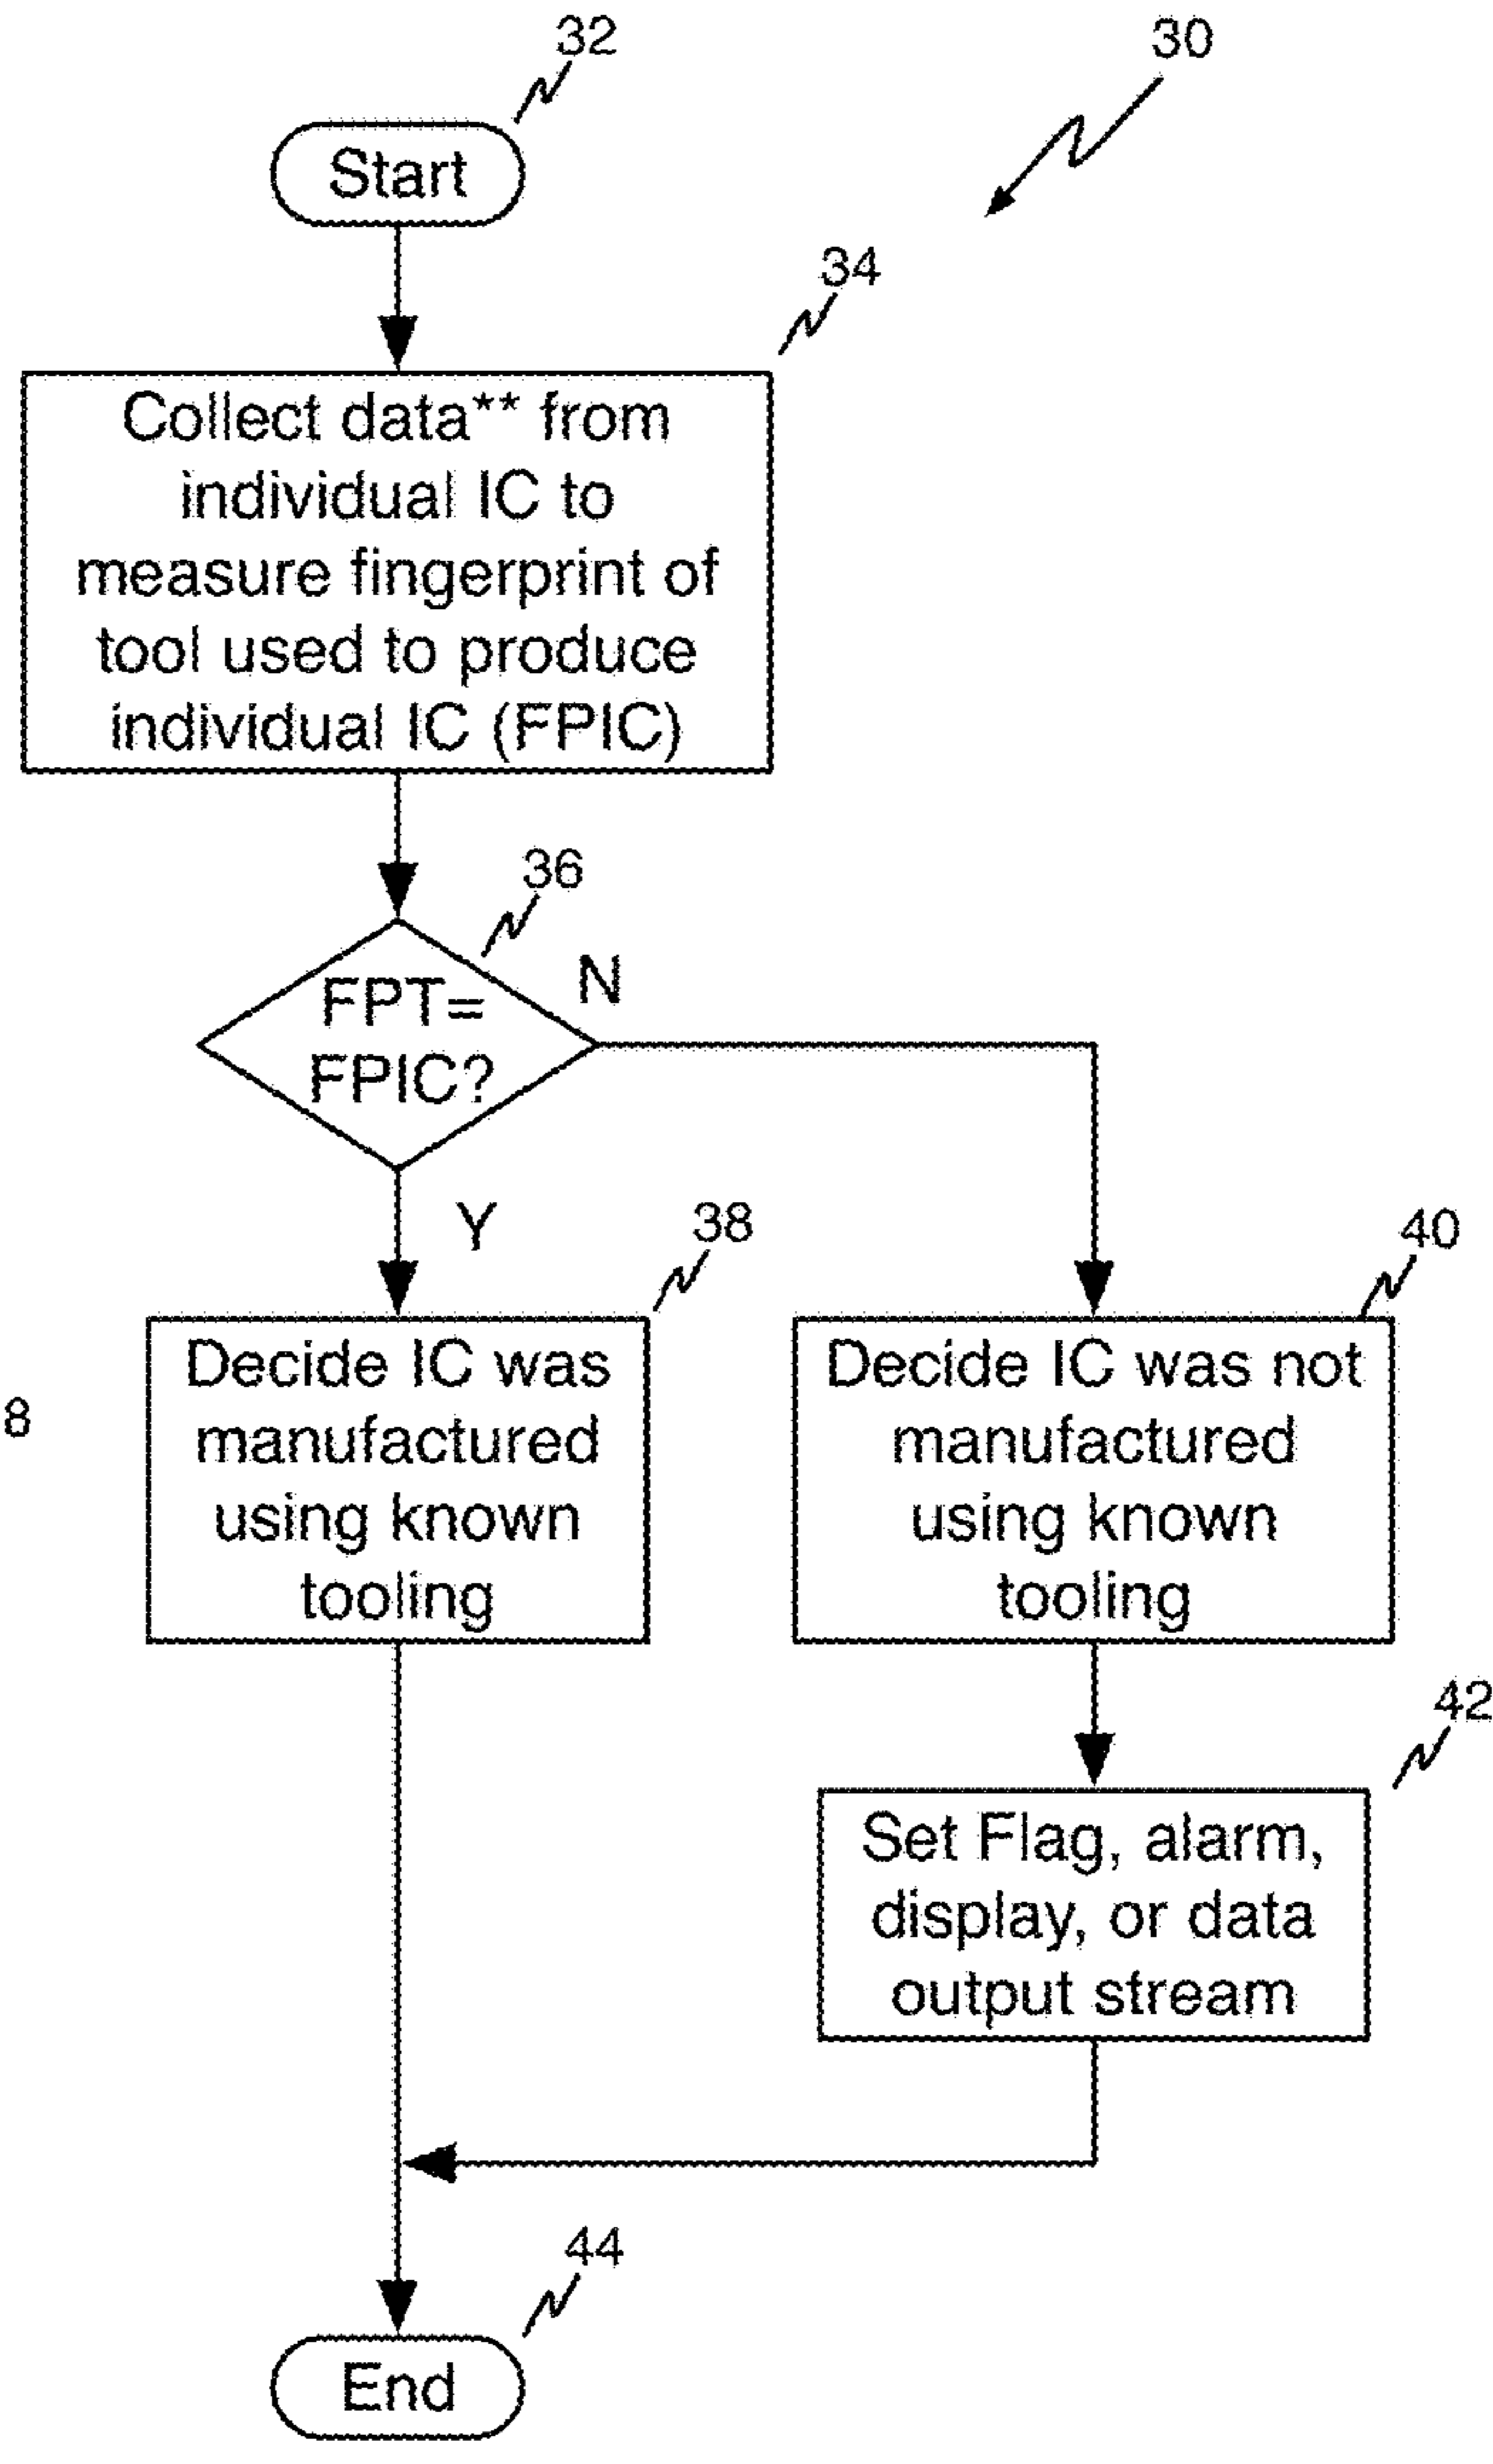 32
30
Start
34
Collect data** from
individual IC to
measure fingerprint of
tool used to produce
individual IC (FPIC)
36
FPT=
FPIC?
N
Y
38
40
Decide IC was
manufactured
using known
tooling
Decide IC was not
manufactured
using known
tooling
8
42
Set Flag, alarm,
display, or data
output stream
44
End